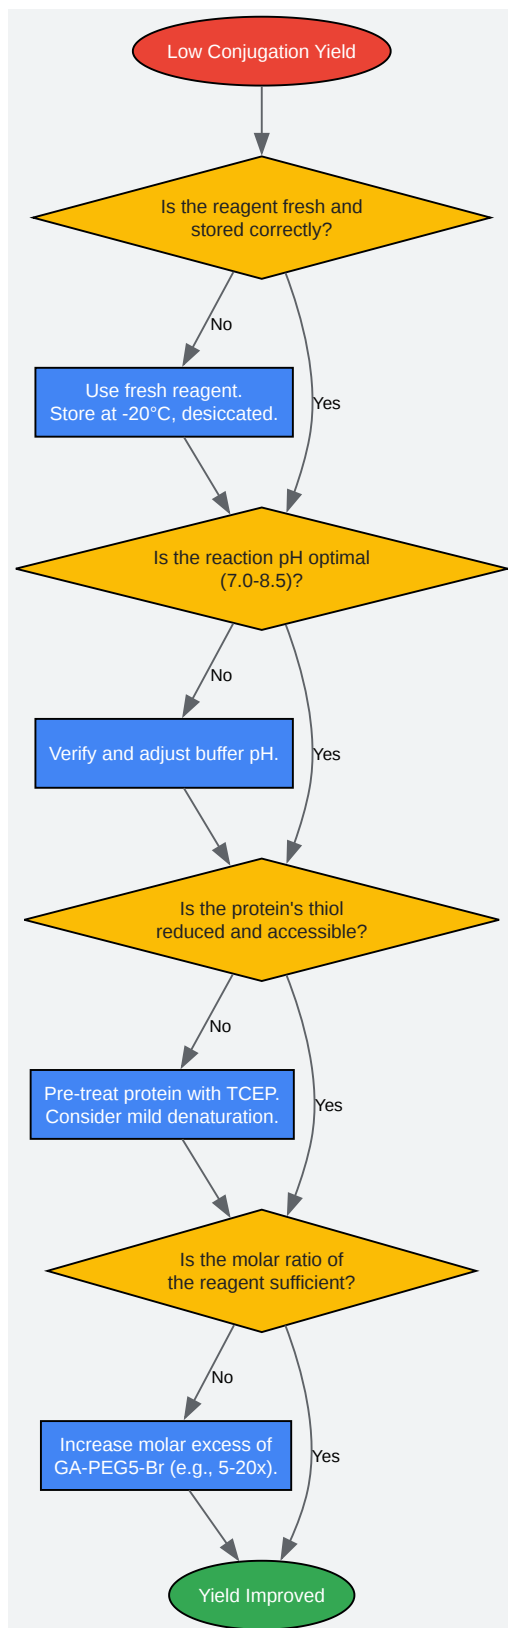 Low Conjugation Yield
Is the reagent fresh and
stored correctly?
No
Use fresh reagent.
Store at -20°C, desiccated.
Yes
Is the reaction pH optimal
(7.0-8.5)?
No
Verify and adjust buffer pH.
Yes
Is the protein's thiol
reduced and accessible?
No
Pre-treat protein with TCEP.
Consider mild denaturation.
Yes
Is the molar ratio of
the reagent sufficient?
No
Increase molar excess of
GA-PEG5-Br (e.g., 5-20x).
Yes
Yield Improved